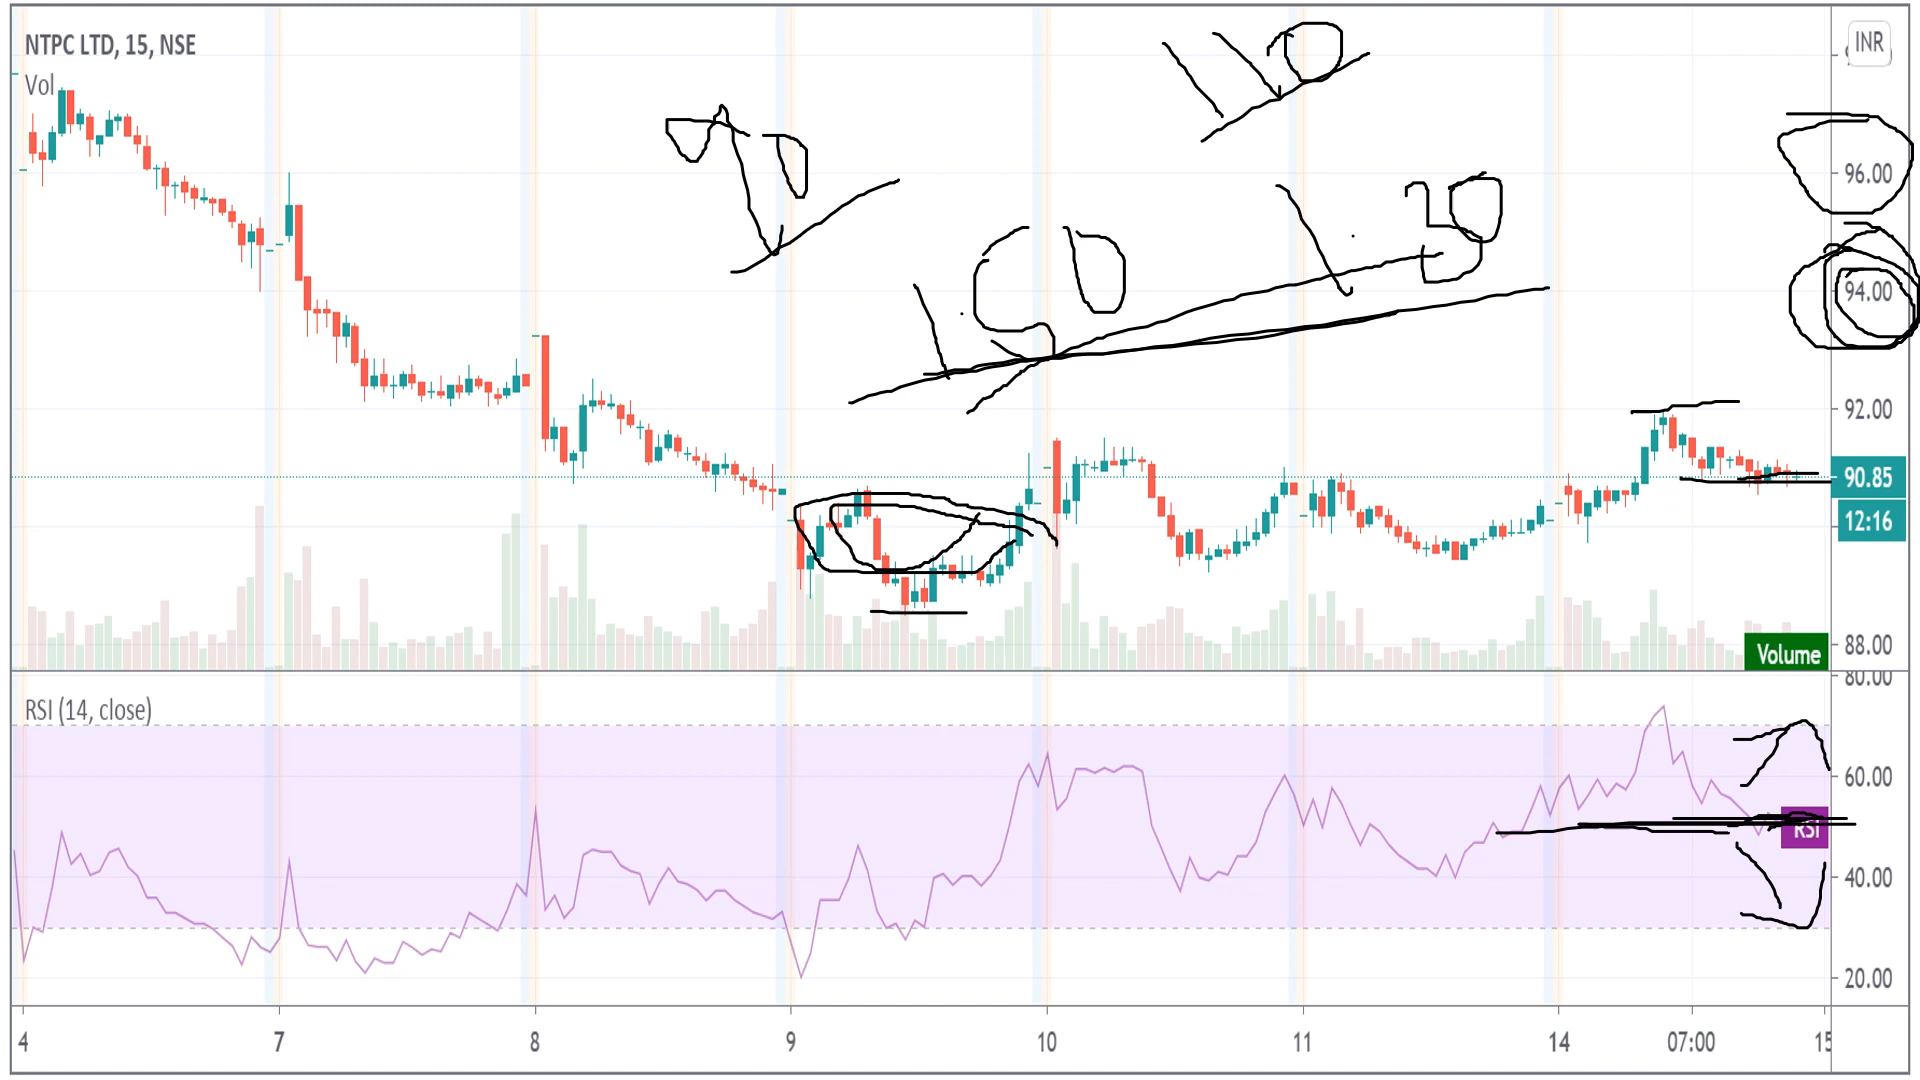 NTPC LTD, 15, NSE
INR
Vol
96.00
94.00
92.00
90.85
12:16
88.00
Volume
80.00
RSI (14, close)
60.00
RSI
40.00
20.00
4 7 8 9 10 11 14 07:00 15